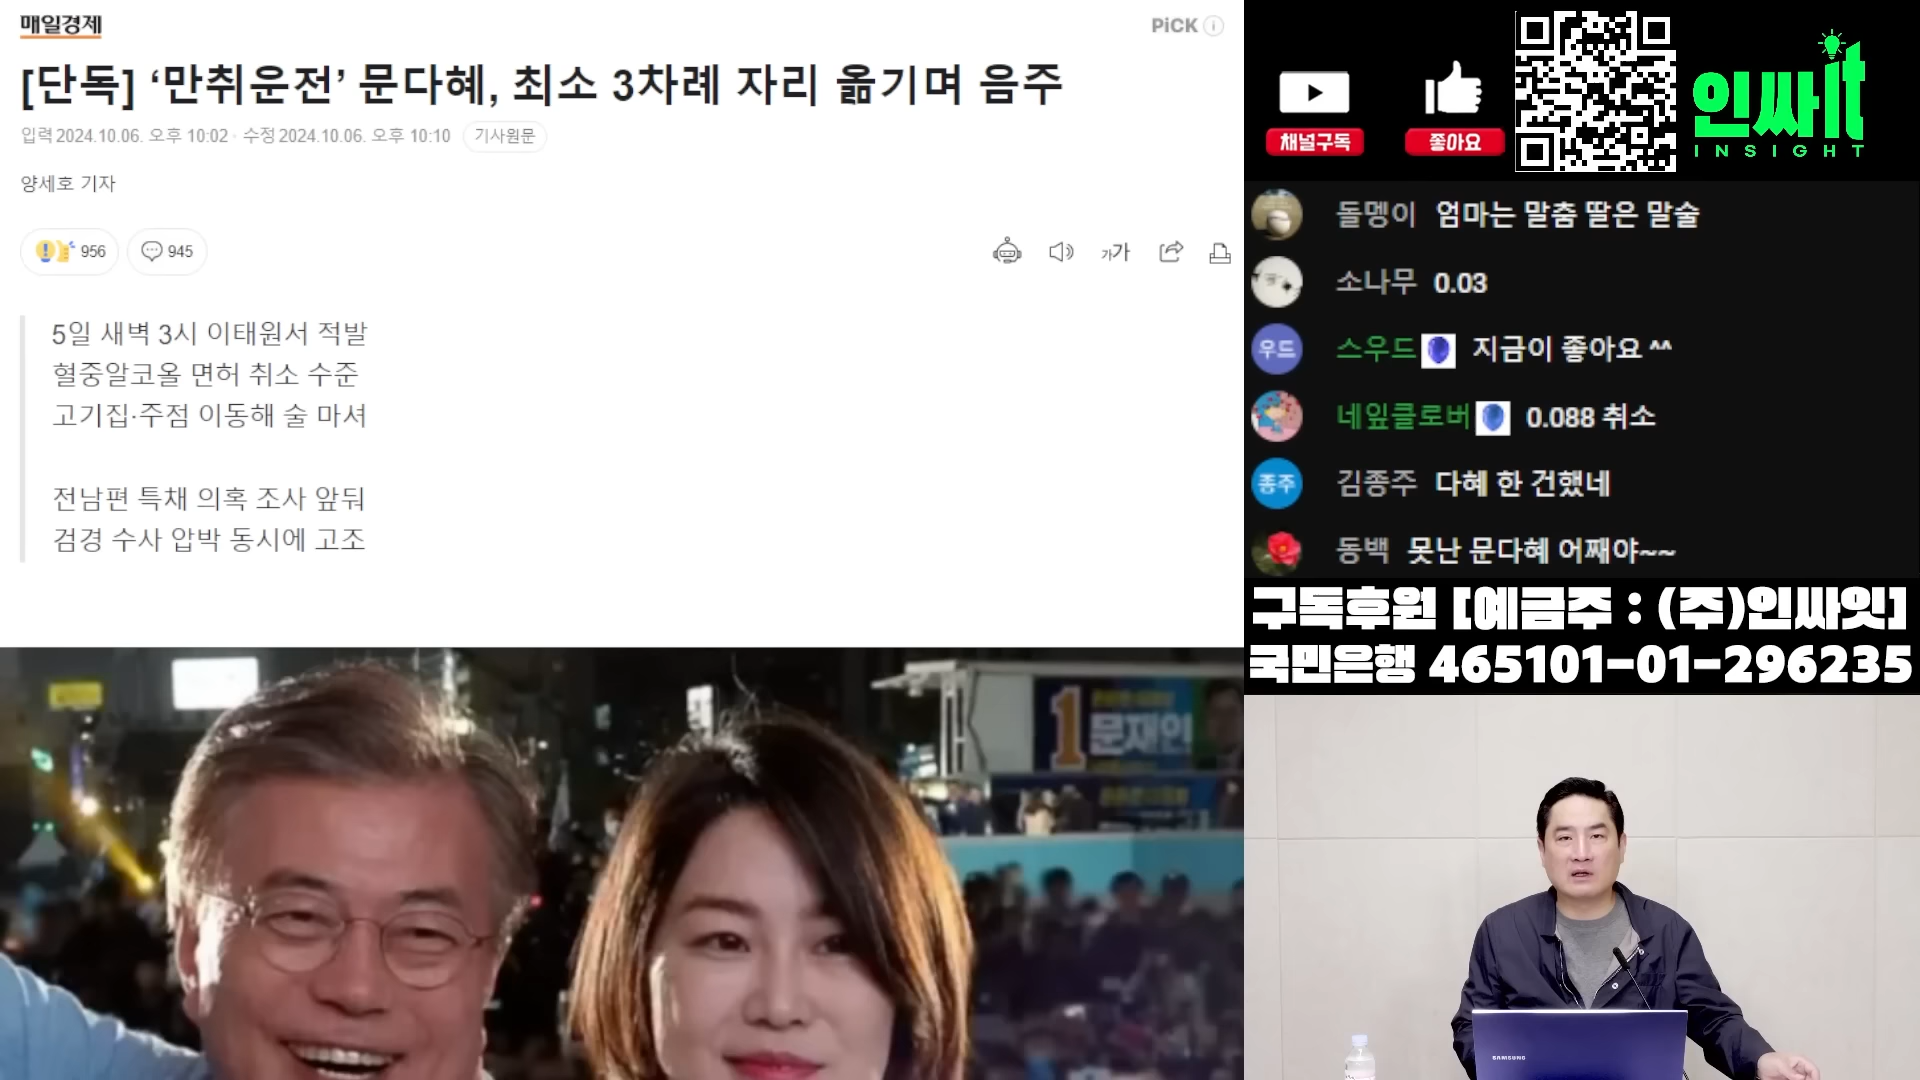 매일경제
PiCK
[단독] ‘만취운전’ 문다혜, 최소 3차례 자리 옮기며 음주
입력 2024.10.06. 오후 10:02 · 수정 2024.10.06. 오후 10:10 기사원문
양세호 기자
956 945
가가
5일 새벽 3시 이태원서 적발
혈중알코올 면허 취소 수준
고기집·주점 이동해 술 마셔
전남편 특채 의혹 조사 앞둬
검경 수사 압박 동시에 고조
1 문재인
채널구독 좋아요
인싸it
INSIGHT
돌멩이 엄마는 말춤 딸은 말술
소나무 0.03
우드 스우드 지금이 좋아요 ^^
네잎클로버 0.088 취소
종주 김종주 다혜 한 건했네
동백 못난 문다혜 어째야~~
구독후원 [예금주 : (주)인싸잇]
국민은행 465101-01-296235
SAMSUNG